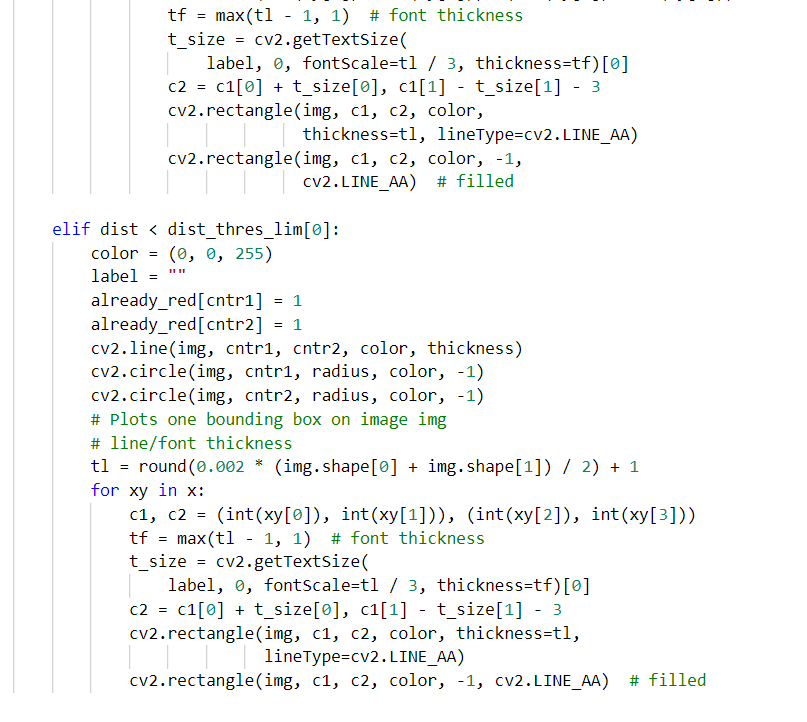 tf = max(tl - 1, 1)  # font thickness
t_size = cv2.getTextSize(
label, 0, fontScale=tl / 3, thickness=tf)[0]
c2 = c1[0] + t_size[0], c1[1] - t_size[1] - 3
cv2.rectangle(img, c1, c2, color,
thickness=tl, lineType=cv2.LINE_AA)
cv2.rectangle(img, c1, c2, color, -1,
cv2.LINE_AA)  # filled
elif dist < dist_thres_lim[0]:
color = (0, 0, 255)
label = ""
already_red[cntr1] = 1
already_red[cntr2] = 1
cv2.line(img, cntr1, cntr2, color, thickness)
cv2.circle(img, cntr1, radius, color, -1)
cv2.circle(img, cntr2, radius, color, -1)
# Plots one bounding box on image img
# line/font thickness
tl = round(0.002 * (img.shape[0] + img.shape[1]) / 2) + 1
for xy in x:
c1, c2 = (int(xy[0]), int(xy[1])), (int(xy[2]), int(xy[3]))
tf = max(tl - 1, 1)  # font thickness
t_size = cv2.getTextSize(
label, 0, fontScale=tl / 3, thickness=tf)[0]
c2 = c1[0] + t_size[0], c1[1] - t_size[1] - 3
cv2.rectangle(img, c1, c2, color, thickness=tl,
lineType=cv2.LINE_AA)
cv2.rectangle(img, c1, c2, color, -1, cv2.LINE_AA)  # filled